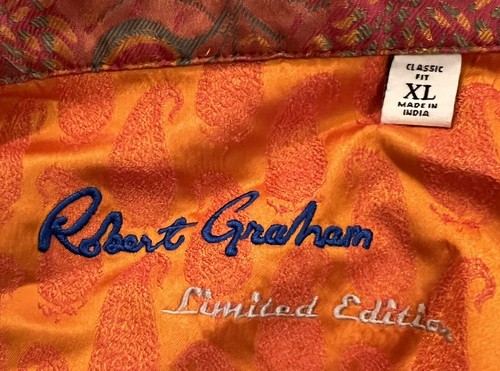 CLASSIC
FIT
XL
MADE IN
INDIA
Robert Graham
Limited Edition